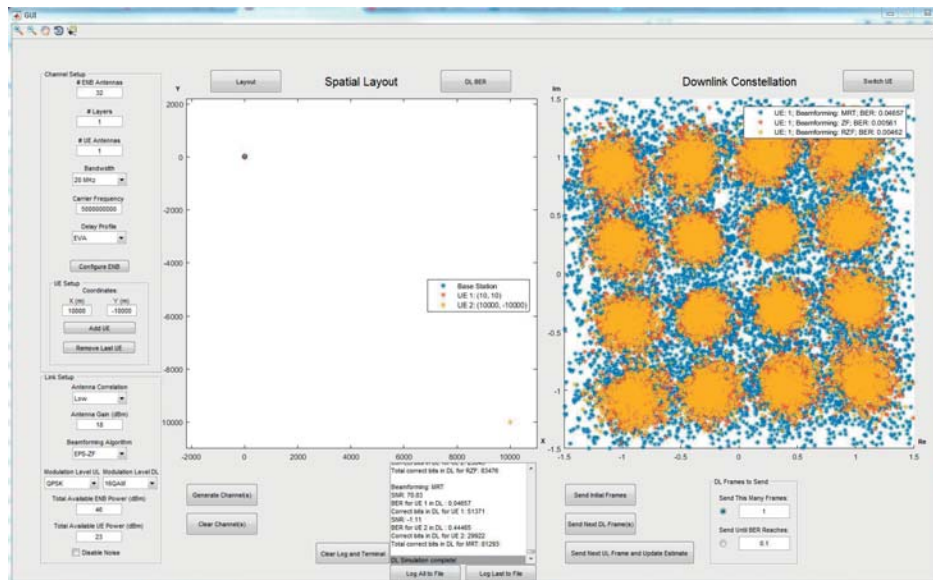 GUI
Channel Setup
# ENB Antennas
32
# Layers
1
# UE Antennas
1
Bandwidth
20 MHz
Carrier Frequency
5000000000
Delay Profile
EVA
Configure ENB
UE Setup
Coordinates:
X (m)
Y (m)
10000
-10000
Add UE
Remove Last UE
Link Setup
Antenna Correlation
Low
Antenna Gain (dBm)
18
Beamforming Algorithm
EPS-ZF
Modulation Level UL
Modulation Level DL
QPSK
16QAM
Total Available ENB Power (dBm)
46
Total Available UE Power (dBm)
23
Disable Noise
Layout
Spatial Layout
DL BER
Y
2000
0
-2000
-4000
-6000
-8000
10000
-2000
0
2000
4000
6000
8000
10000
X
Base Station
UE 1: (10, 10)
UE 2: (10000, -10000)
Downlink Constellation
Switch UE
Im
1.5
1
0.5
0
-0.5
-1
-1.5
-1.5
-1
-0.5
0
0.5
1
1.5
Re
UE: 1; Beamforming: MRT; BER: 0.04657
UE: 1; Beamforming: ZF; BER: 0.00561
UE: 1; Beamforming: RZF; BER: 0.00462
Generate Channel(s)
Clear Channel(s)
Clear Log and Terminal
Total correct bits in DL for RZF: 83476
Beamforming: MRT
SNR: 70.83
BER for UE 1 in DL : 0.04657
Correct bits in DL for UE 1: 51371
SNR: -1.11
BER for UE 2 in DL : 0.44465
Correct bits in DL for UE 2: 29922
Total correct bits in DL for MRT: 81293
DL Simulation complete!
Log All to File
Log Last to File
Send Initial Frames
Send Next DL Frame(s)
Send Next UL Frame and Update Estimate
DL Frames to Send
Send This Many Frames:
1
Send Until BER Reaches:
0.1